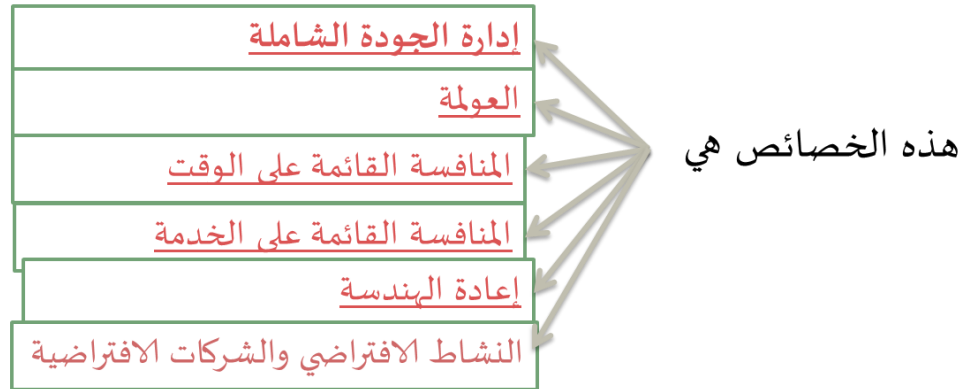 هذه الخصائص هي
إدارة الجودة الشاملة
العولمة
المنافسة القائمة على الوقت
المنافسة القائمة على الخدمة
إعادة الهندسة
النشاط الافتراضي والشركات الافتراضية